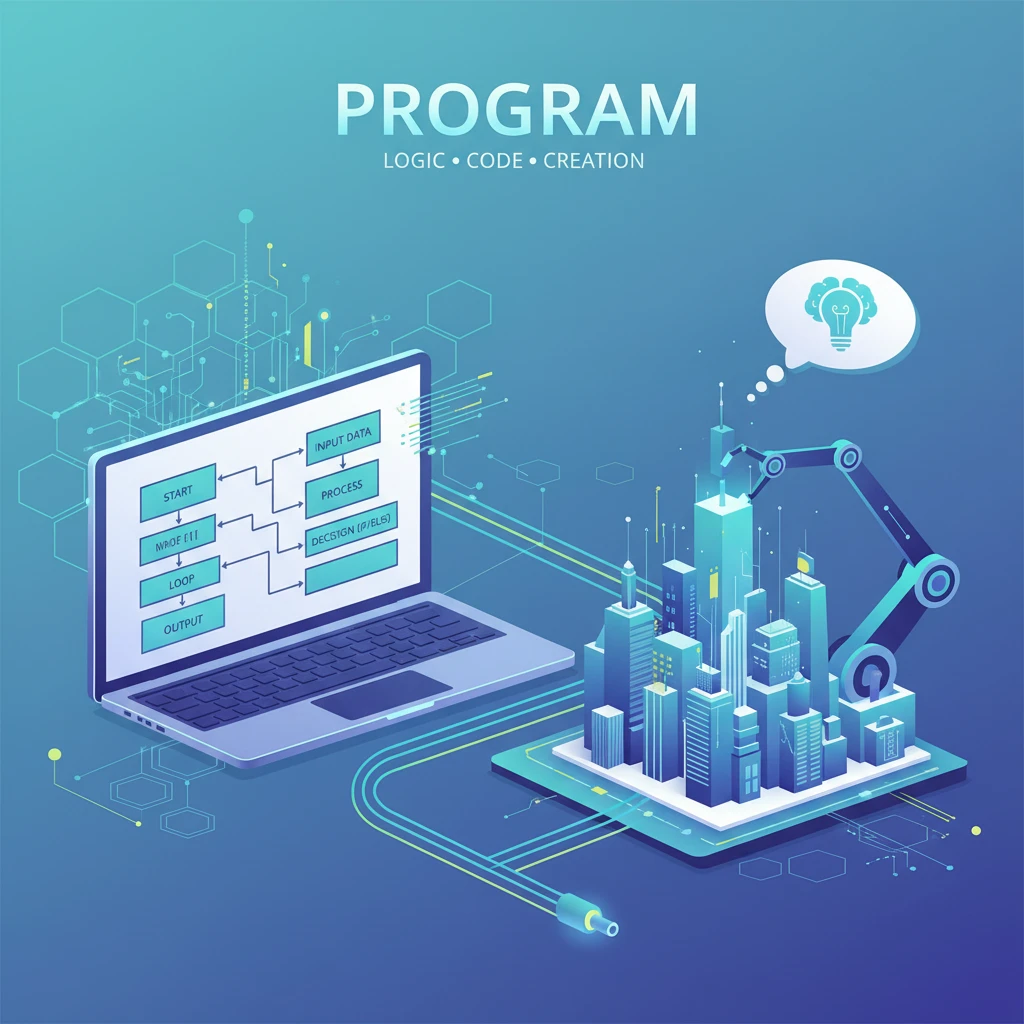 PROGRAM
LOGIC • CODE • CREATION
START
LOOP
OUTPUT
INPUT DATA
PROCESS